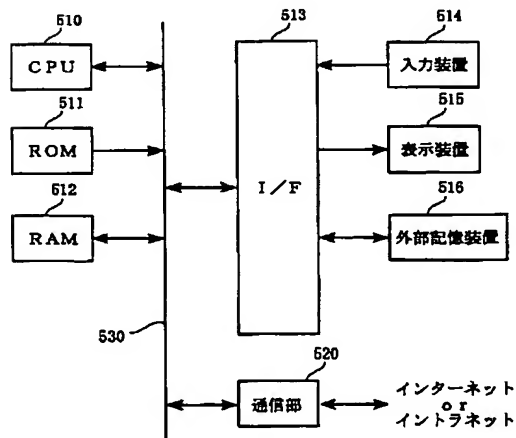 510
CPU
511
ROM
512
RAM
530
513
I/F
514
入力装置
515
表示装置
516
外部記憶装置
520
通信部
インターネット
or
イントラネット